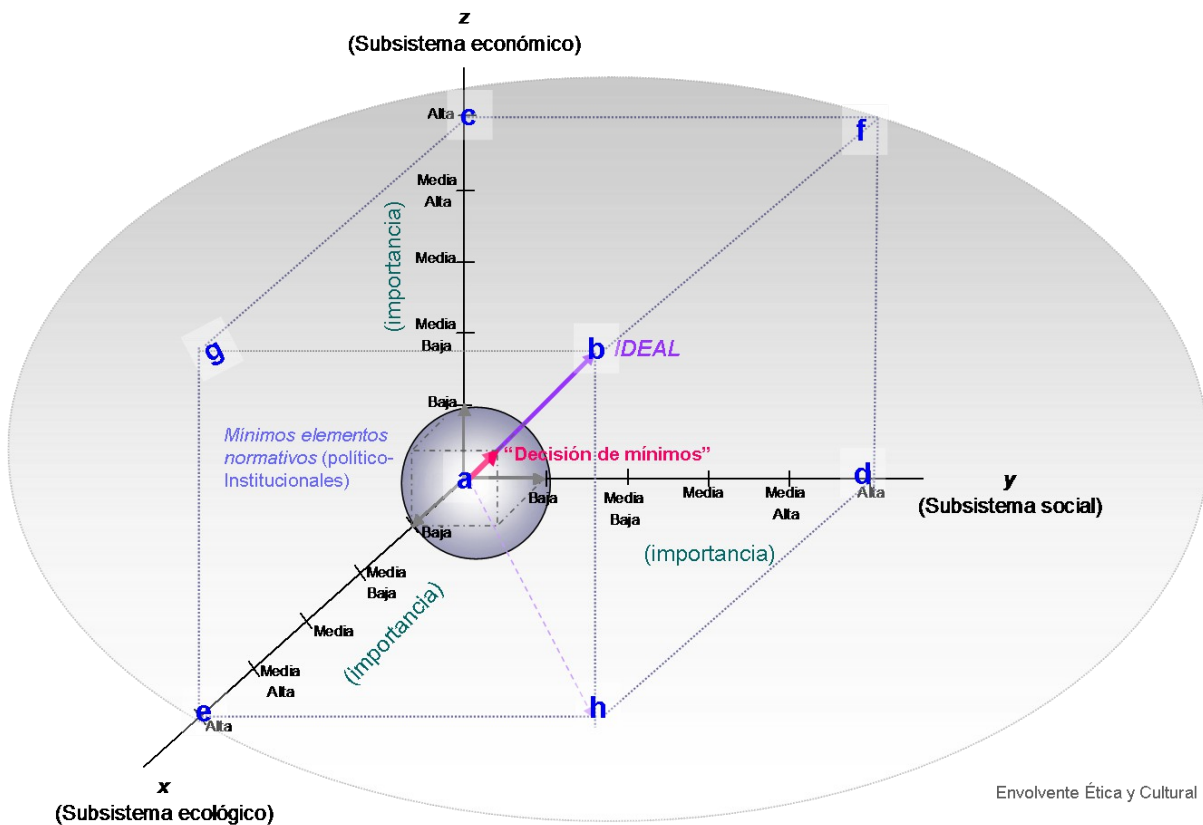 z
(Subsistema económico)
Alta
c
f
Media
Alta
(importancia)
Media
Media
Baja
g
b
IDEAL
Baja
Mínimos elementos
normativos (político-
Institucionales)
“Decisión de mínimos”
a
d
Baja
Media
Baja
Media
Media
Alta
Alta
y
(Subsistema social)
(importancia)
Baja
Media
Baja
(importancia)
Media
Media
Alta
e
Alta
h
x
(Subsistema ecológico)
Envolvente Ética y Cultural